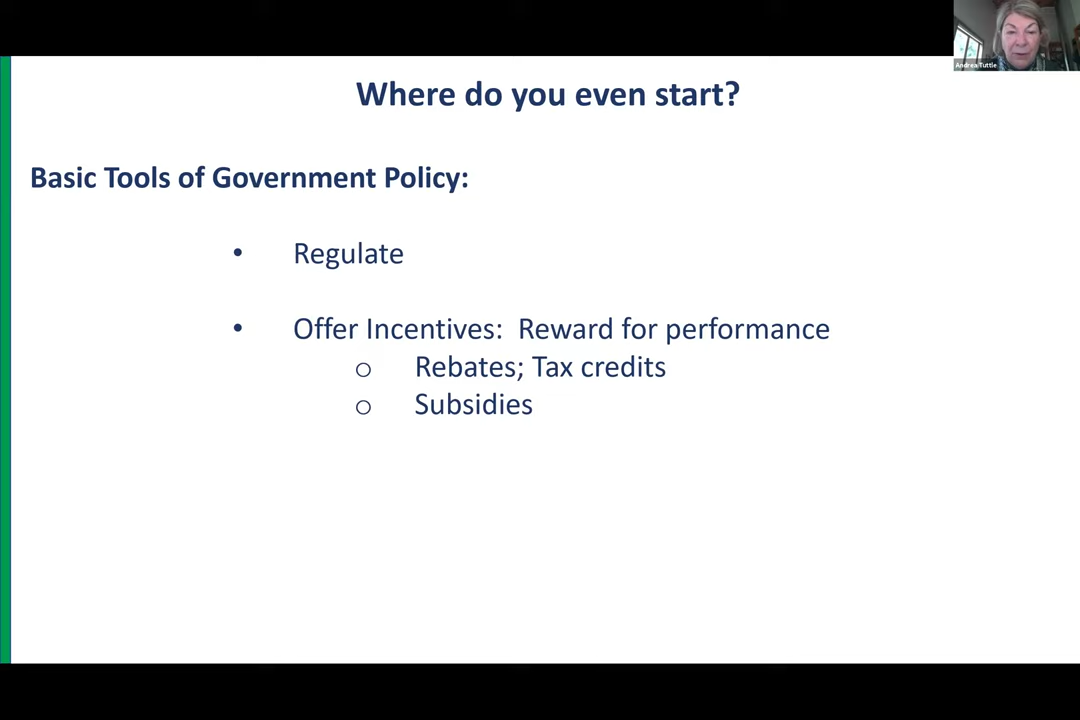 Andrea Tuttle
Where do you even start?
Basic Tools of Government Policy:
• Regulate
• Offer Incentives: Reward for performance
o Rebates; Tax credits
o Subsidies